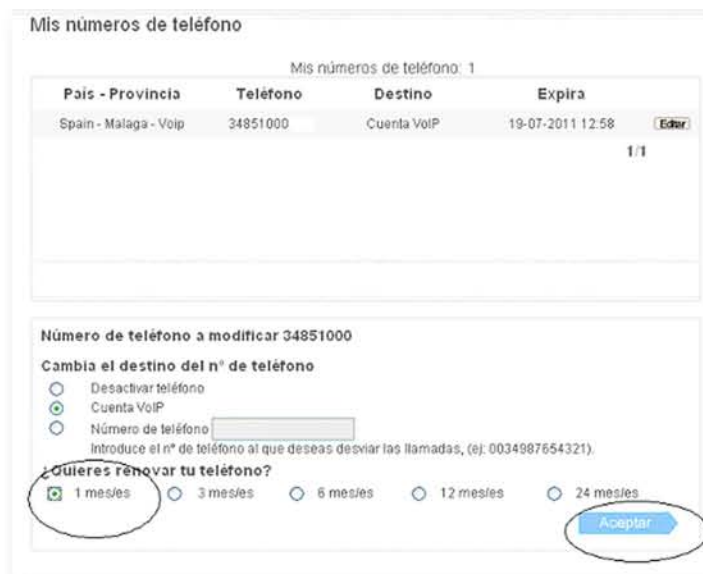 Mis números de teléfono
Mis números de teléfono: 1
País - Provincia Teléfono Destino Expira
Spain - Malaga - Voip 34851000 Cuenta VoIP 19-07-2011 12:58 Editar
1/1
Número de teléfono a modificar 34851000
Cambia el destino del nº de teléfono
Desactivar teléfono
Cuenta VoIP
Número de teléfono
Introduce el nº de teléfono al que deseas desviar las llamadas, (ej: 0034987654321).
¿Quieres renovar tu teléfono?
1 mes/es 3 mes/es 6 mes/es 12 mes/es 24 mes/es
Aceptar